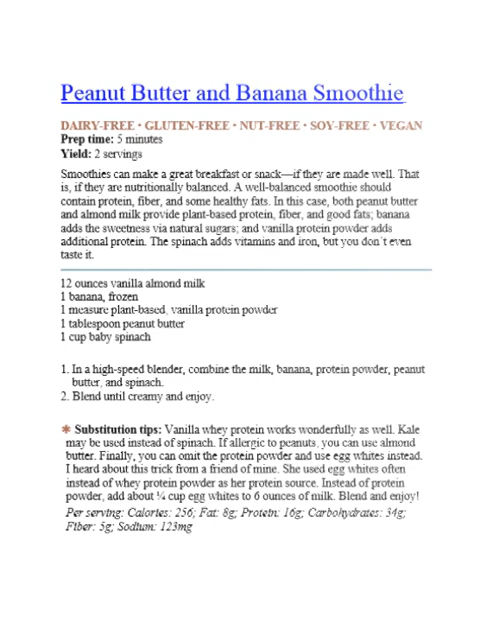 Peanut Butter and Banana Smoothie
DAIRY-FREE • GLUTEN-FREE • NUT-FREE • SOY-FREE • VEGAN
Prep time: 5 minutes
Yield: 2 servings
Smoothies can make a great breakfast or snack—if they are made well. That
is, if they are nutritionally balanced. A well-balanced smoothie should
contain protein, fiber, and some healthy fats. In this case, both peanut butter
and almond milk provide plant-based protein, fiber, and good fats; banana
adds the sweetness via natural sugars; and vanilla protein powder adds
additional protein. The spinach adds vitamins and iron, but you don't even
taste it.
12 ounces vanilla almond milk
1 banana, frozen
1 measure plant-based, vanilla protein powder
1 tablespoon peanut butter
1 cup baby spinach
1. In a high-speed blender, combine the milk, banana, protein powder, peanut
butter, and spinach.
2. Blend until creamy and enjoy.
✱ Substitution tips: Vanilla whey protein works wonderfully as well. Kale
may be used instead of spinach. If allergic to peanuts, you can use almond
butter. Finally, you can omit the protein powder and use egg whites instead.
I heard about this trick from a friend of mine. She used egg whites often
instead of whey protein powder as her protein source. Instead of protein
powder, add about ¼ cup egg whites to 6 ounces of milk. Blend and enjoy!
Per serving: Calories: 256; Fat: 8g; Protein: 16g; Carbohydrates: 34g;
Fiber: 5g; Sodium: 123mg